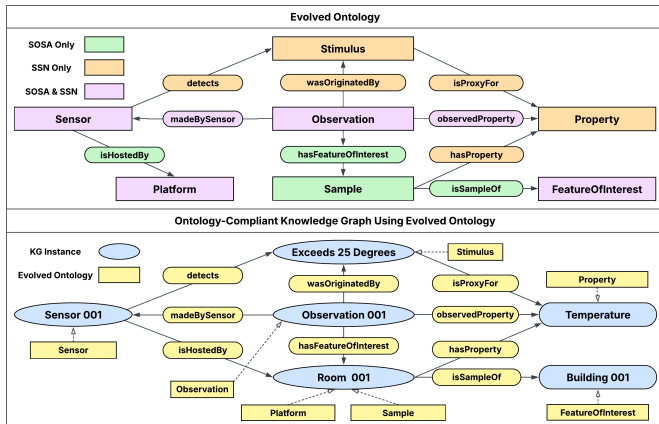 Evolved Ontology
SOSA Only
SSN Only
SOSA & SSN
Stimulus
detects
wasOriginatedBy
isProxyFor
Sensor
madeBySensor
Observation
observedProperty
Property
isHostedBy
hasFeatureOfInterest
hasProperty
Platform
Sample
isSampleOf
FeatureOfInterest
Ontology-Compliant Knowledge Graph Using Evolved Ontology
KG Instance
Evolved Ontology
Exceeds 25 Degrees
Stimulus
detects
wasOriginatedBy
isProxyFor
Property
Sensor 001
madeBySensor
Observation 001
observedProperty
Temperature
Sensor
isHostedBy
hasFeatureOfInterest
hasProperty
Observation
Room 001
isSampleOf
Building 001
Platform
Sample
FeatureOfInterest